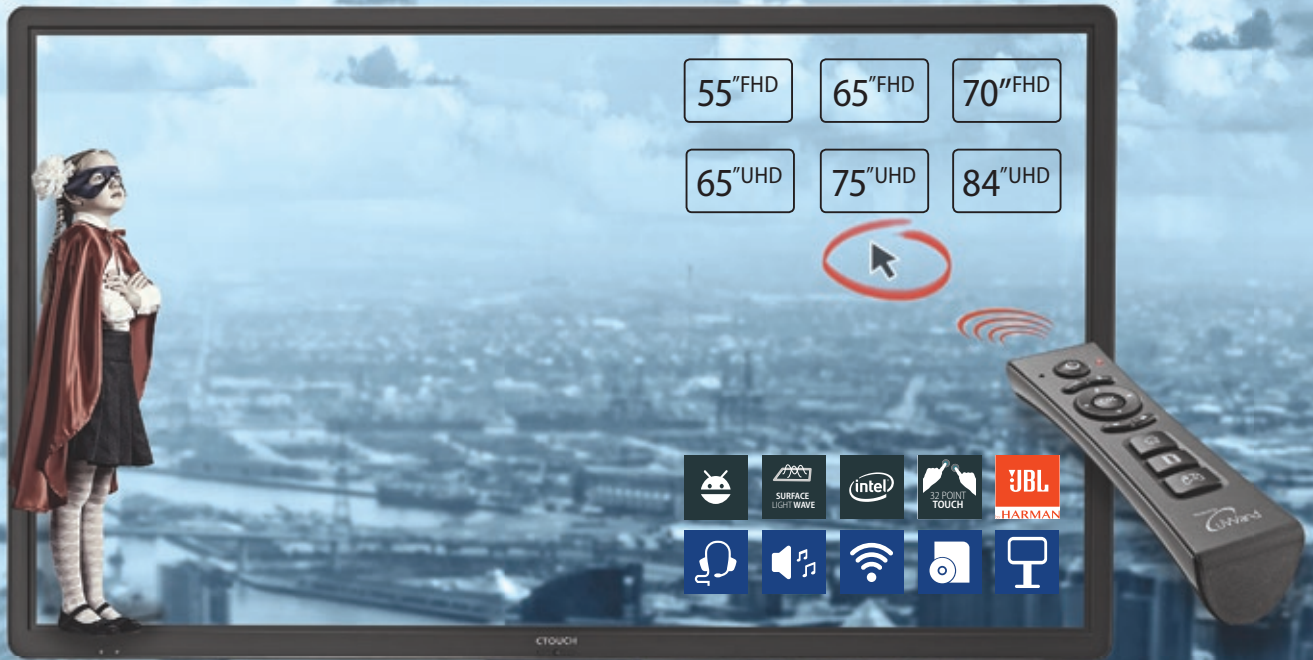 55"FHD 65"FHD 70"FHD
65"UHD 75"UHD 84"UHD
SURFACE
LIGHT WAVE
intel
32 POINT
TOUCH
JBL
HARMAN
uWand
CTOUCH